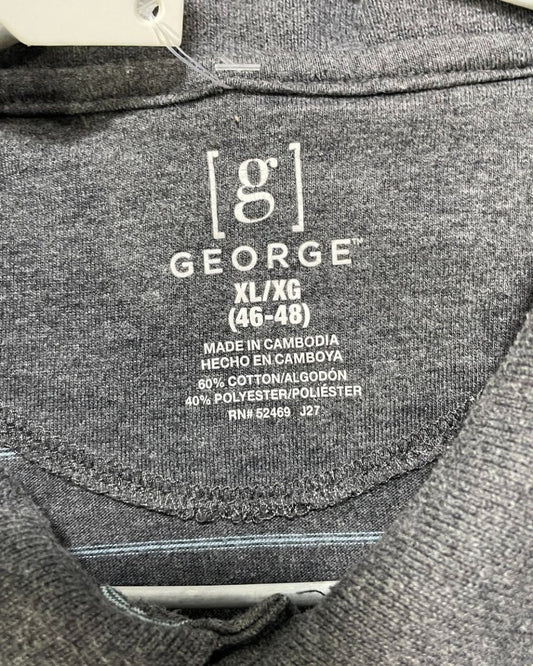 [g]
GEORGE™
XL/XG
(46-48)
MADE IN CAMBODIA
HECHO EN CAMBOYA
60% COTTON/ALGODÓN
40% POLYESTER/POLIÉSTER
RN# 52469 J27